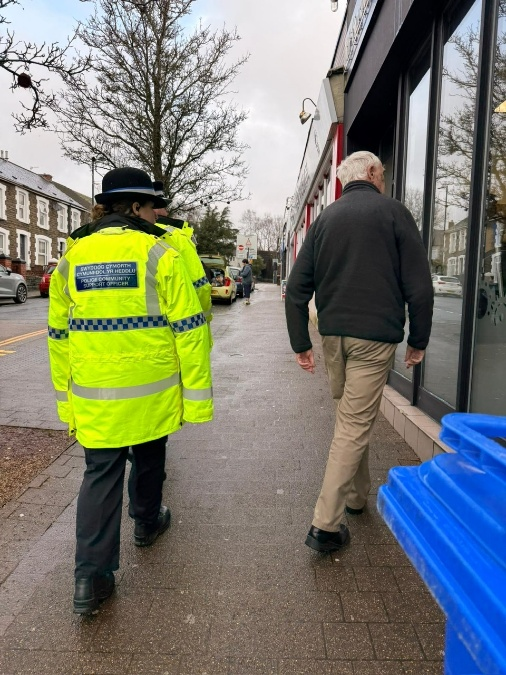 SWYDDOG CYMORTH
CYMUNEDOL YR HEDDLU
POLICE COMMUNITY
SUPPORT OFFICER